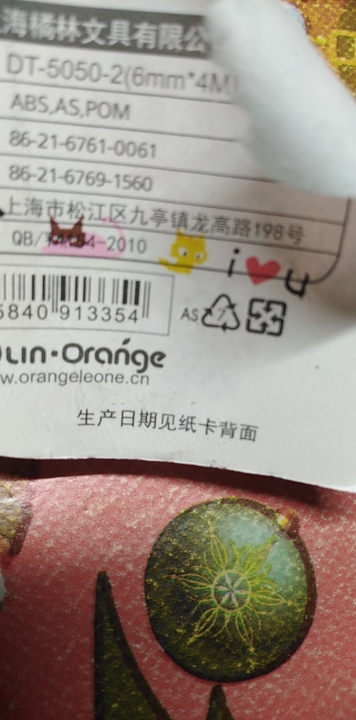 海橘林文具有限公
DT-5050-2(6mm*4M)
ABS,AS,POM
86-21-6761-0061
86-21-6769-1560
上海市松江区九亭镇龙高路198号
-2010
i ❤ u
5840 913354
AS 7
LIN·Orange
w.orangeleone.cn
生产日期见纸卡背面